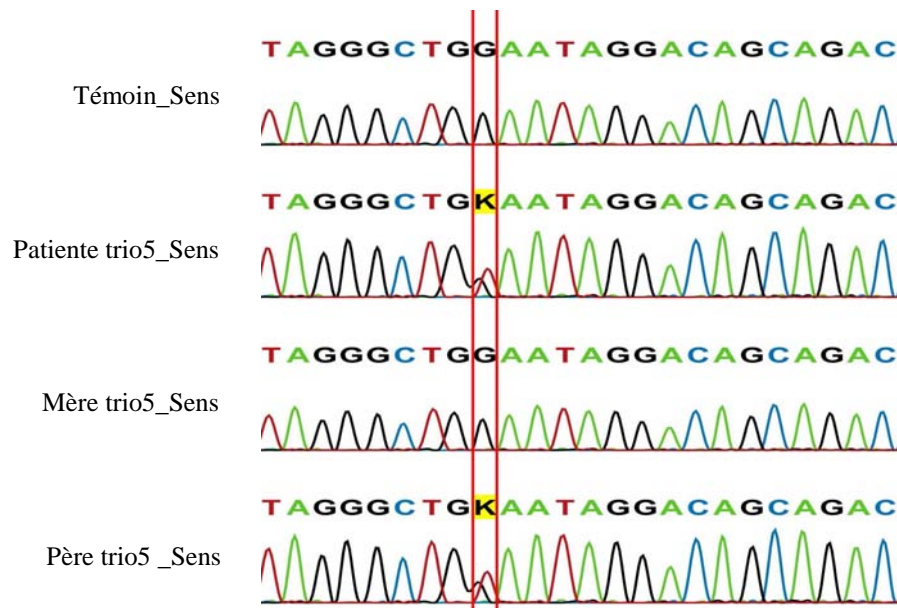 TAGGGCTGGAATAGGACAGCAGAC
Témoin_Sens
TAGGGCTGKAATAGGACAGCAGAC
Patiente trio5_Sens
TAGGGCTGGAATAGGACAGCAGAC
Mère trio5_Sens
TAGGGCTGKAATAGGACAGCAGAC
Père trio5 _Sens